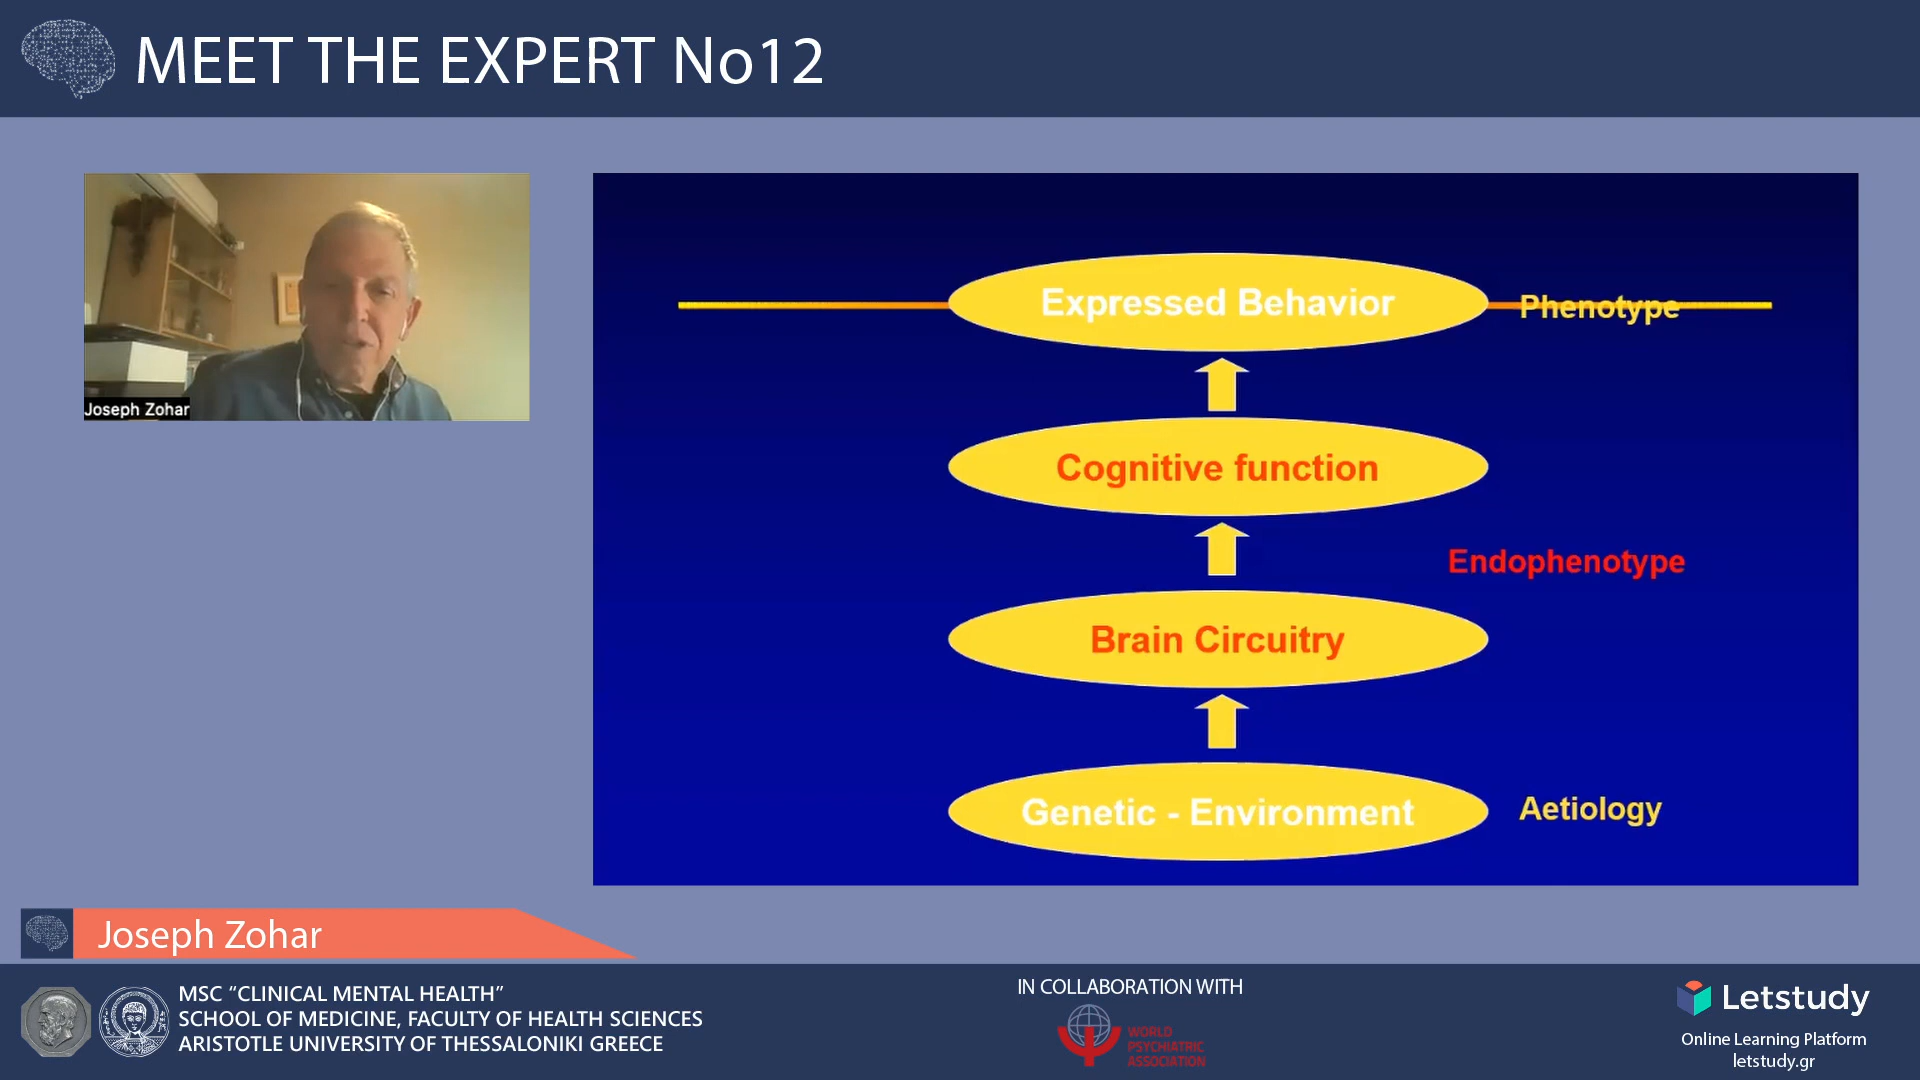 MEET THE EXPERT No12
Joseph Zohar
Expressed Behavior
Phenotype
Cognitive function
Endophenotype
Brain Circuitry
Genetic - Environment
Aetiology
Joseph Zohar
MSC “CLINICAL MENTAL HEALTH”
SCHOOL OF MEDICINE, FACULTY OF HEALTH SCIENCES
ARISTOTLE UNIVERSITY OF THESSALONIKI GREECE
IN COLLABORATION WITH
WORLD
PSYCHIATRIC
ASSOCIATION
Letstudy
Online Learning Platform
letstudy.gr